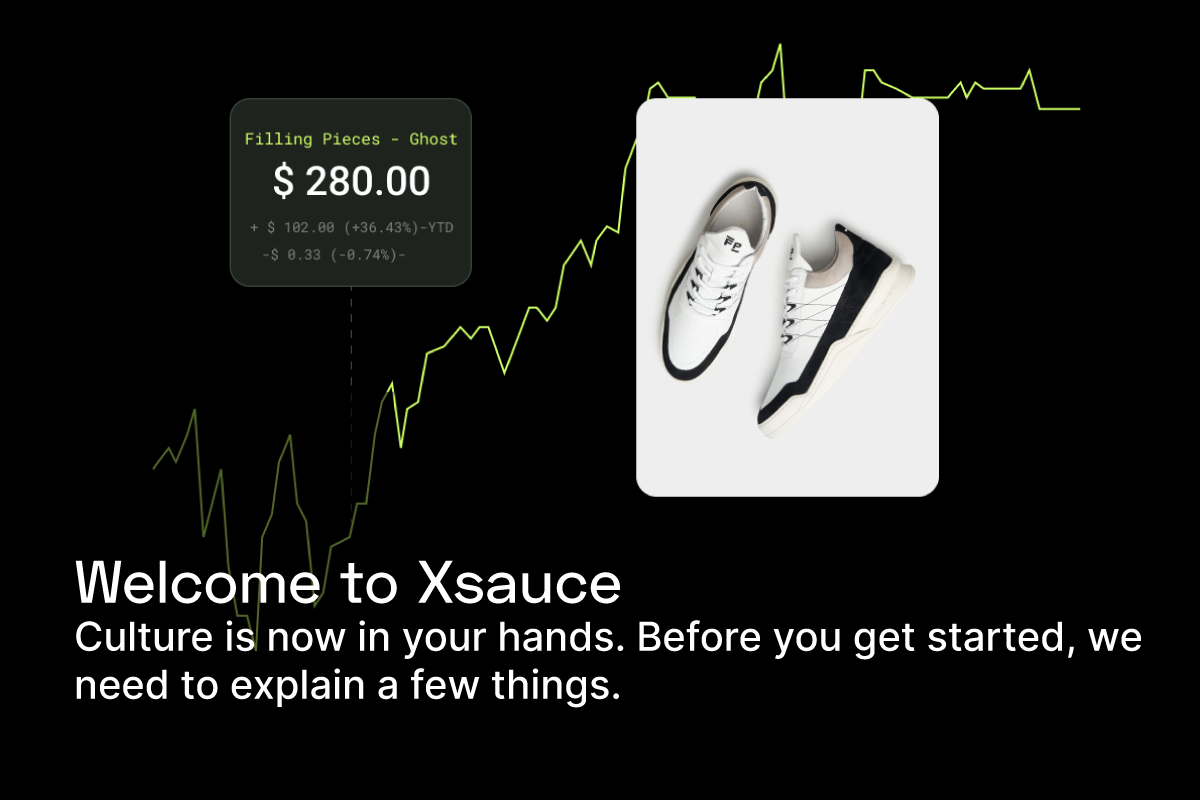 Filling Pieces - Ghost
$ 280.00
+ $ 102.00 (+36.43%)-YTD
-$ 0.33 (-0.74%)-
Welcome to Xsauce
Culture is now in your hands. Before you get started, we
need to explain a few things.